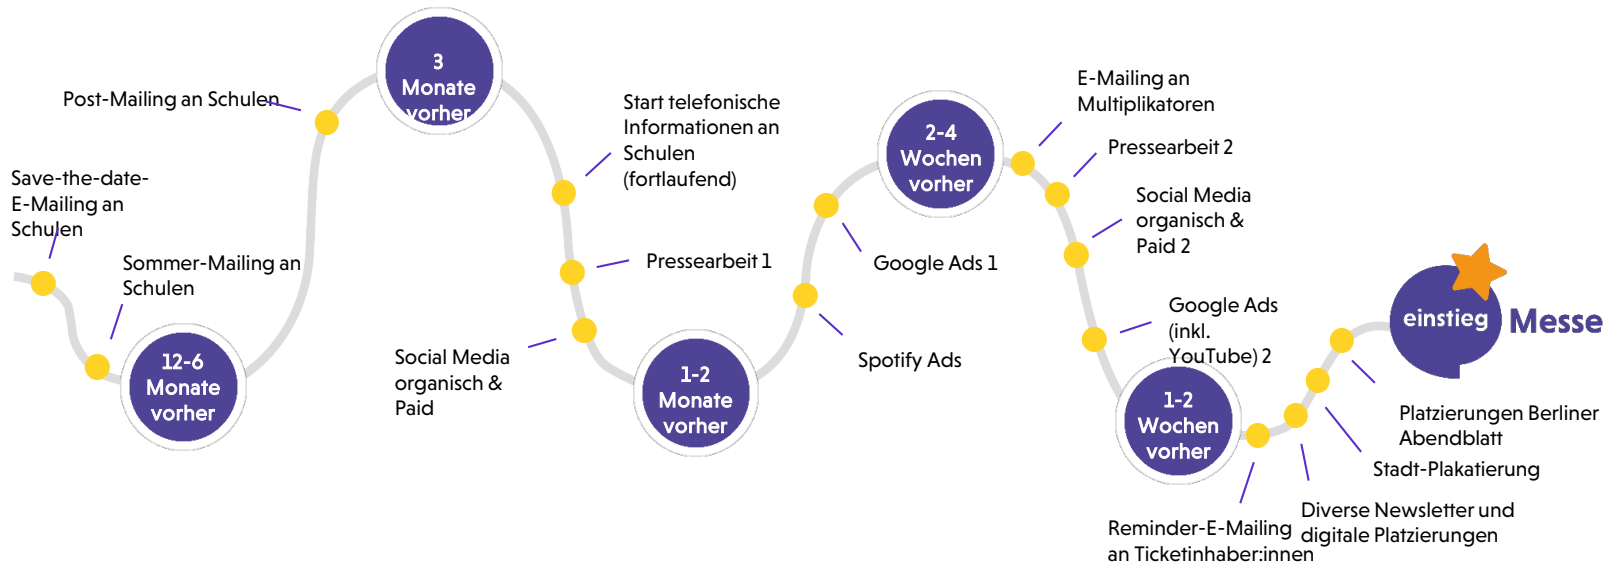 Save-the-date-
E-Mailing an
Schulen
Sommer-Mailing an
Schulen
12-6
Monate
vorher
Post-Mailing an Schulen
3
Monate
vorher
Start telefonische
Informationen an
Schulen
(fortlaufend)
Pressearbeit 1
Social Media
organisch &
Paid
1-2
Monate
vorher
Spotify Ads
Google Ads 1
2-4
Wochen
vorher
E-Mailing an
Multiplikatoren
Pressearbeit 2
Social Media
organisch &
Paid 2
Google Ads
(inkl.
YouTube) 2
1-2
Wochen
vorher
Reminder-E-Mailing
an Ticketinhaber:innen
Diverse Newsletter und
digitale Platzierungen
Stadt-Plakatierung
Platzierungen Berliner
Abendblatt
einstieg Messe